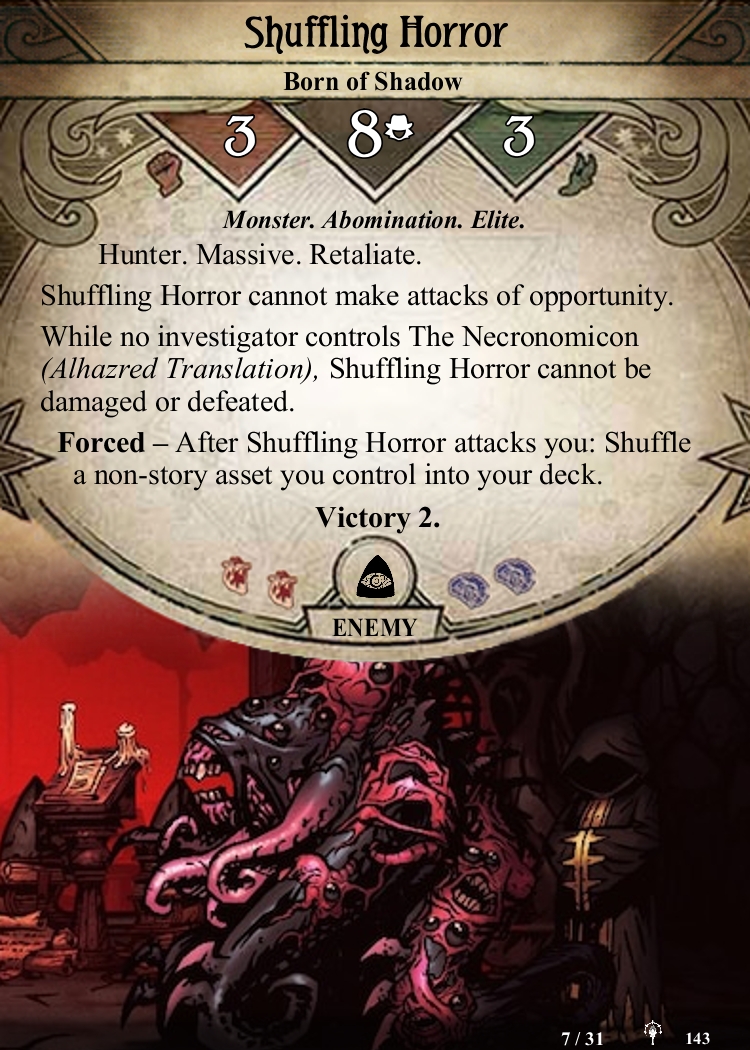 Shuffling Horror
Born of Shadow
3 8 3
Monster. Abomination. Elite.
Hunter. Massive. Retaliate.
Shuffling Horror cannot make attacks of opportunity.
While no investigator controls The Necronomicon
(Alhazred Translation), Shuffling Horror cannot be
damaged or defeated.
Forced – After Shuffling Horror attacks you: Shuffle
a non-story asset you control into your deck.
Victory 2.
ENEMY
7 / 31 143